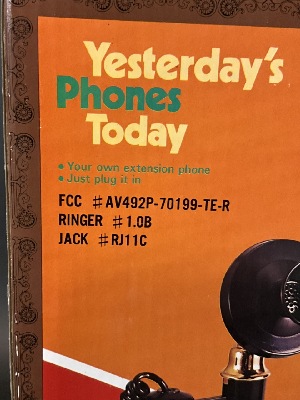 Yesterday's
Phones
Today
• Your own extension phone
• Just plug it in
FCC #AV492P-70199-TE-R
RINGER #1.0B
JACK #RJ11C